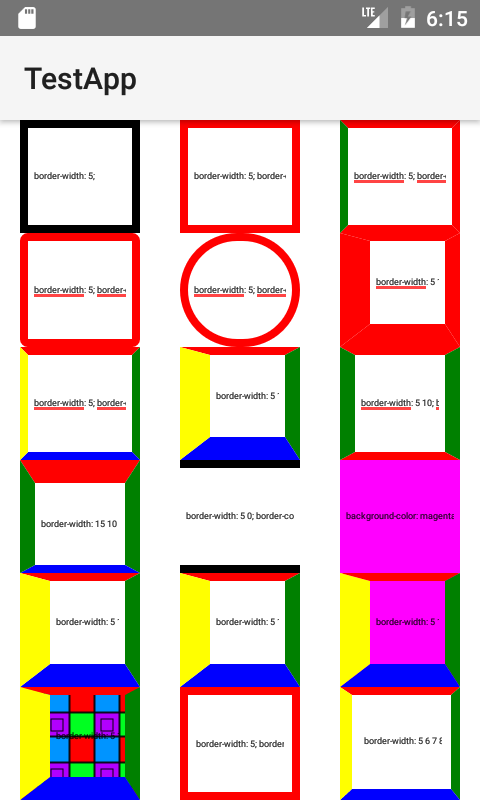 LTE 6:15
TestApp
border-width: 5;
border-width: 5; border-
border-width: 5; border-
border-width: 5; border-
border-width: 5; border-
border-width: 5
border-width: 5; border-
border-width: 5
border-width: 5 10;
border-width: 15 10
border-width: 5 0; border-co
background-color: magenta
border-width: 5
border-width: 5
border-width: 5
border-width: 5
border-width: 5; border
border-width: 5 6 7 8